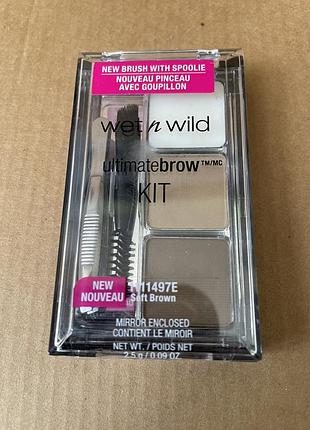 NEW BRUSH WITH SPOOLIE
NOUVEAU PINCEAU
AVEC GOUPILLON
wet n wild
ultimatebrow™/MC
KIT
NEW
NOUVEAU
11497E
Soft Brown
MIRROR ENCLOSED
CONTIENT LE MIROIR
NET WT. / POIDS NET
2.5 g / 0.09 OZ